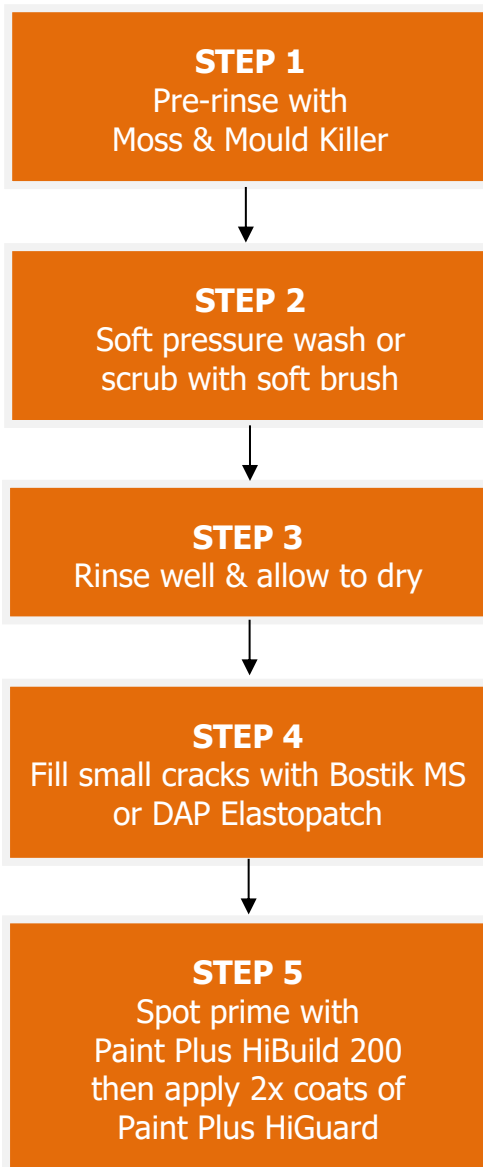 STEP 1
Pre-rinse with
Moss & Mould Killer
STEP 2
Soft pressure wash or
scrub with soft brush
STEP 3
Rinse well & allow to dry
STEP 4
Fill small cracks with Bostik MS
or DAP Elastopatch
STEP 5
Spot prime with
Paint Plus HiBuild 200
then apply 2x coats of
Paint Plus HiGuard